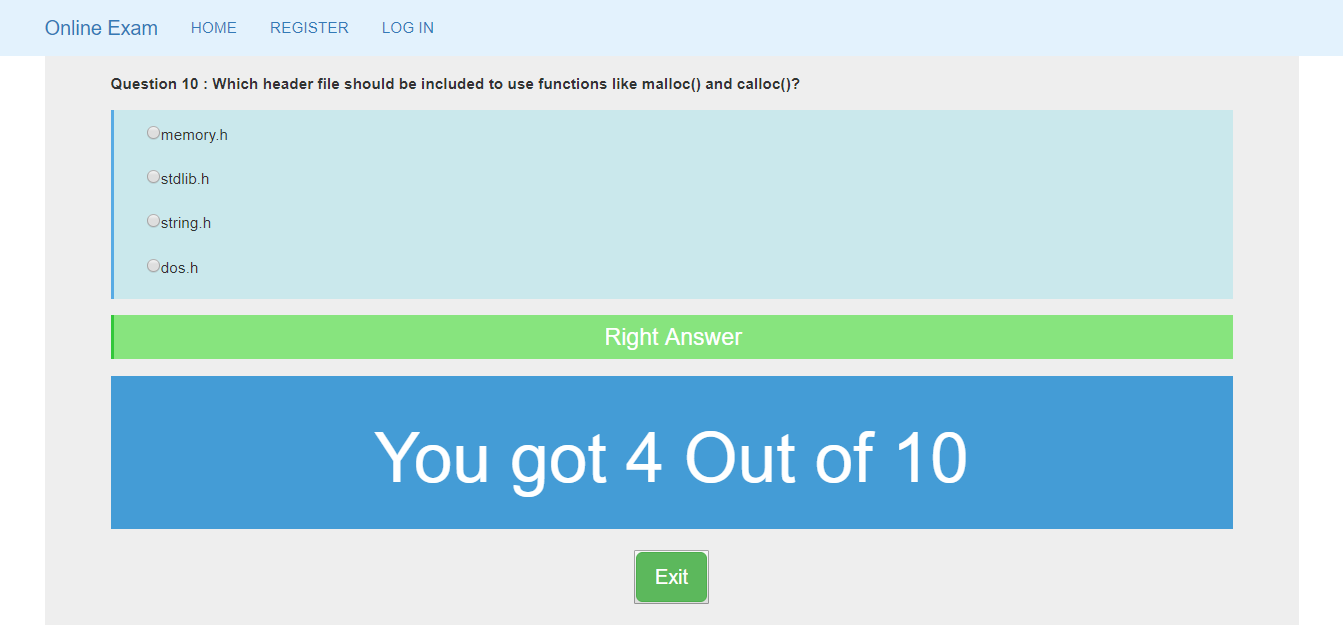 Online Exam HOME REGISTER LOG IN
Question 10 : Which header file should be included to use functions like malloc() and calloc()?
memory.h
stdlib.h
string.h
dos.h
Right Answer
You got 4 Out of 10
Exit